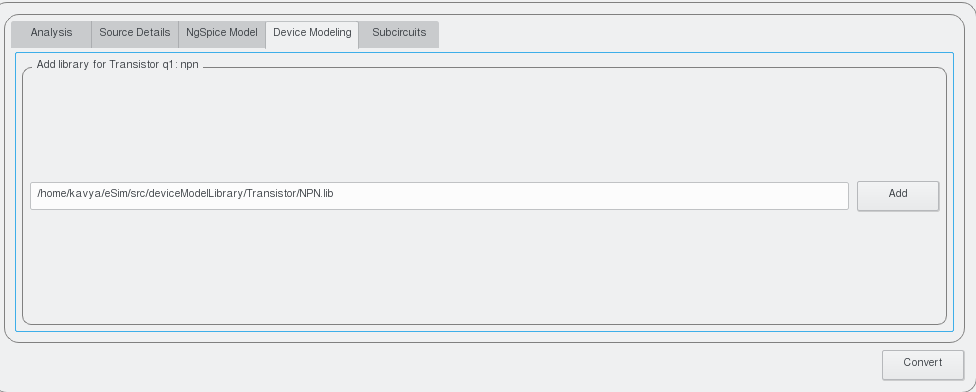 Analysis Source Details NgSpice Model Device Modeling Subcircuits
Add library for Transistor q1: npn
/home/kavya/eSim/src/deviceModelLibrary/Transistor/NPN.lib Add
Convert